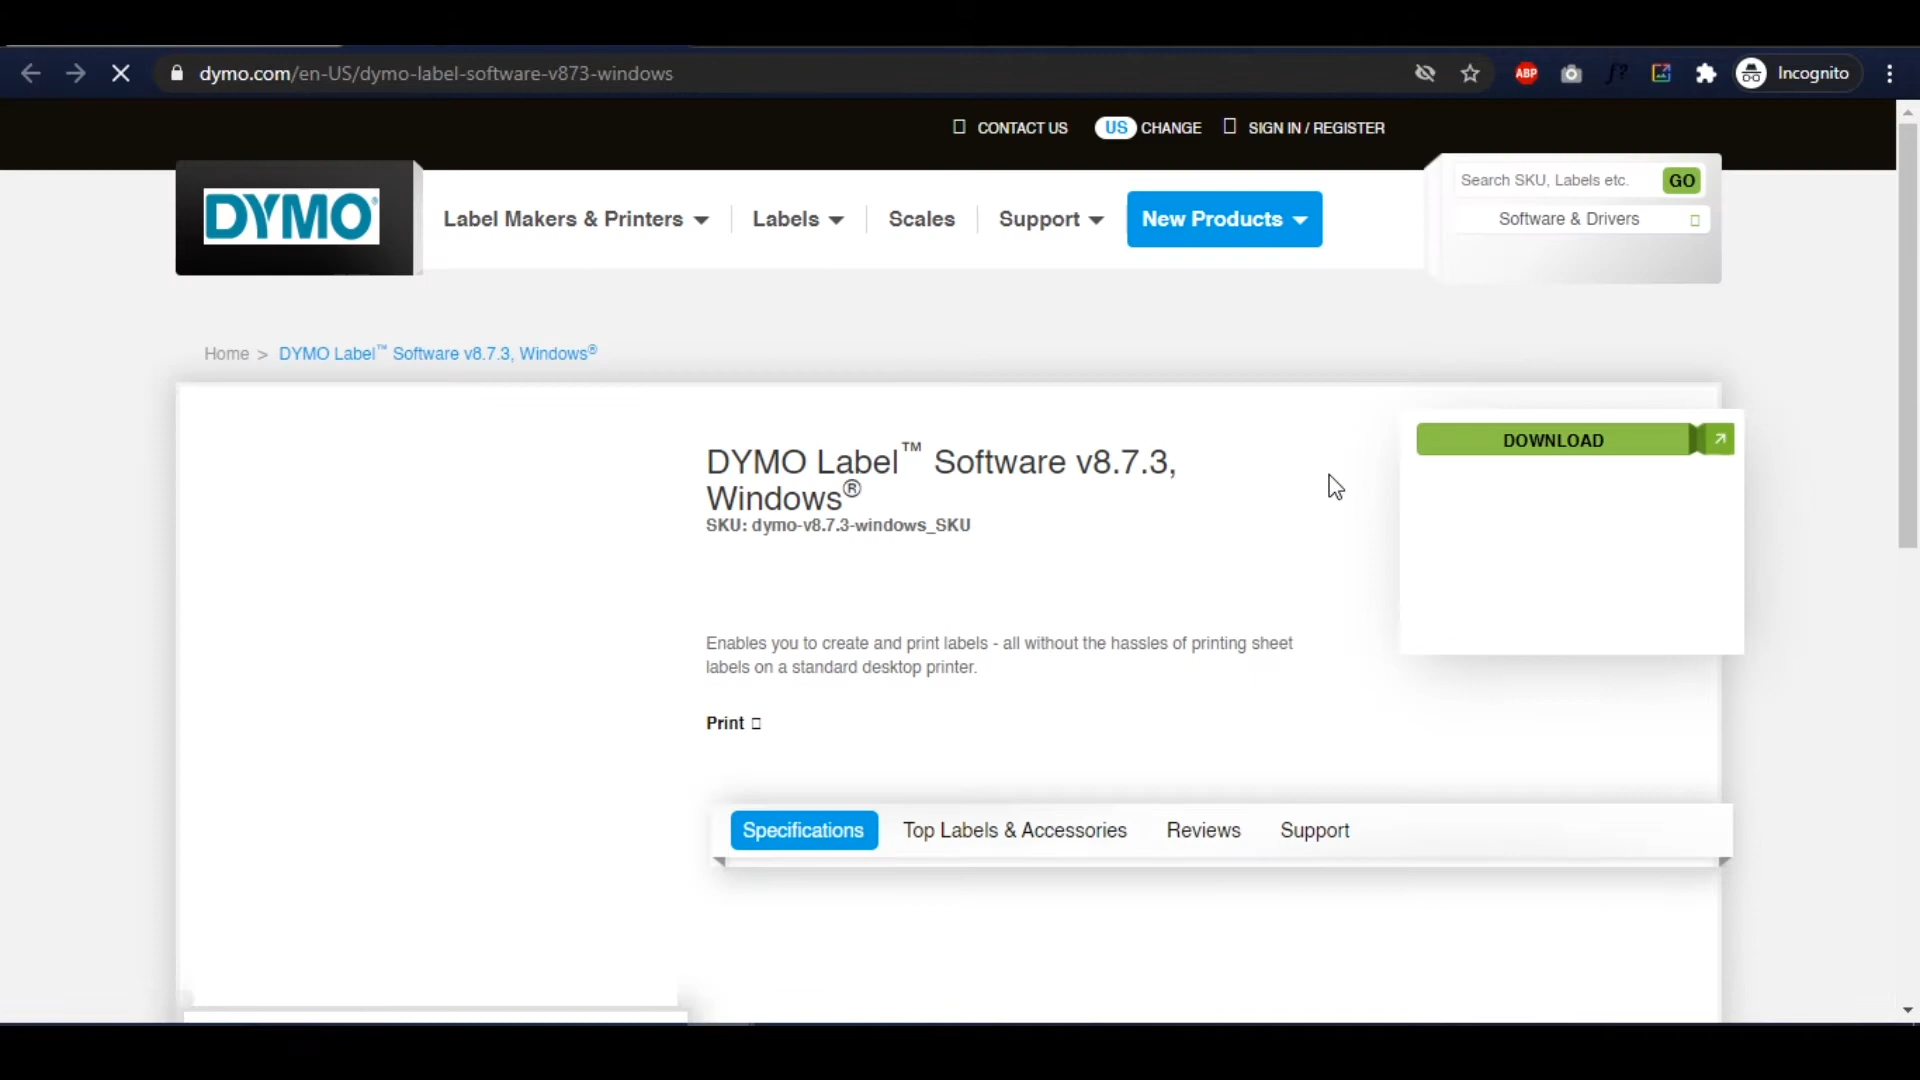 dymo.com/en-US/dymo-label-software-v873-windows
ABP
f?
Incognito
CONTACT US
US CHANGE
SIGN IN / REGISTER
DYMO®
Label Makers & Printers
Labels
Scales
Support
New Products
Search SKU, Labels etc.
GO
Software & Drivers
Home > DYMO Label™ Software v8.7.3, Windows®
DYMO Label™ Software v8.7.3,
Windows®
SKU: dymo-v8.7.3-windows_SKU
DOWNLOAD
Enables you to create and print labels - all without the hassles of printing sheet
labels on a standard desktop printer.
Print
Specifications
Top Labels & Accessories
Reviews
Support